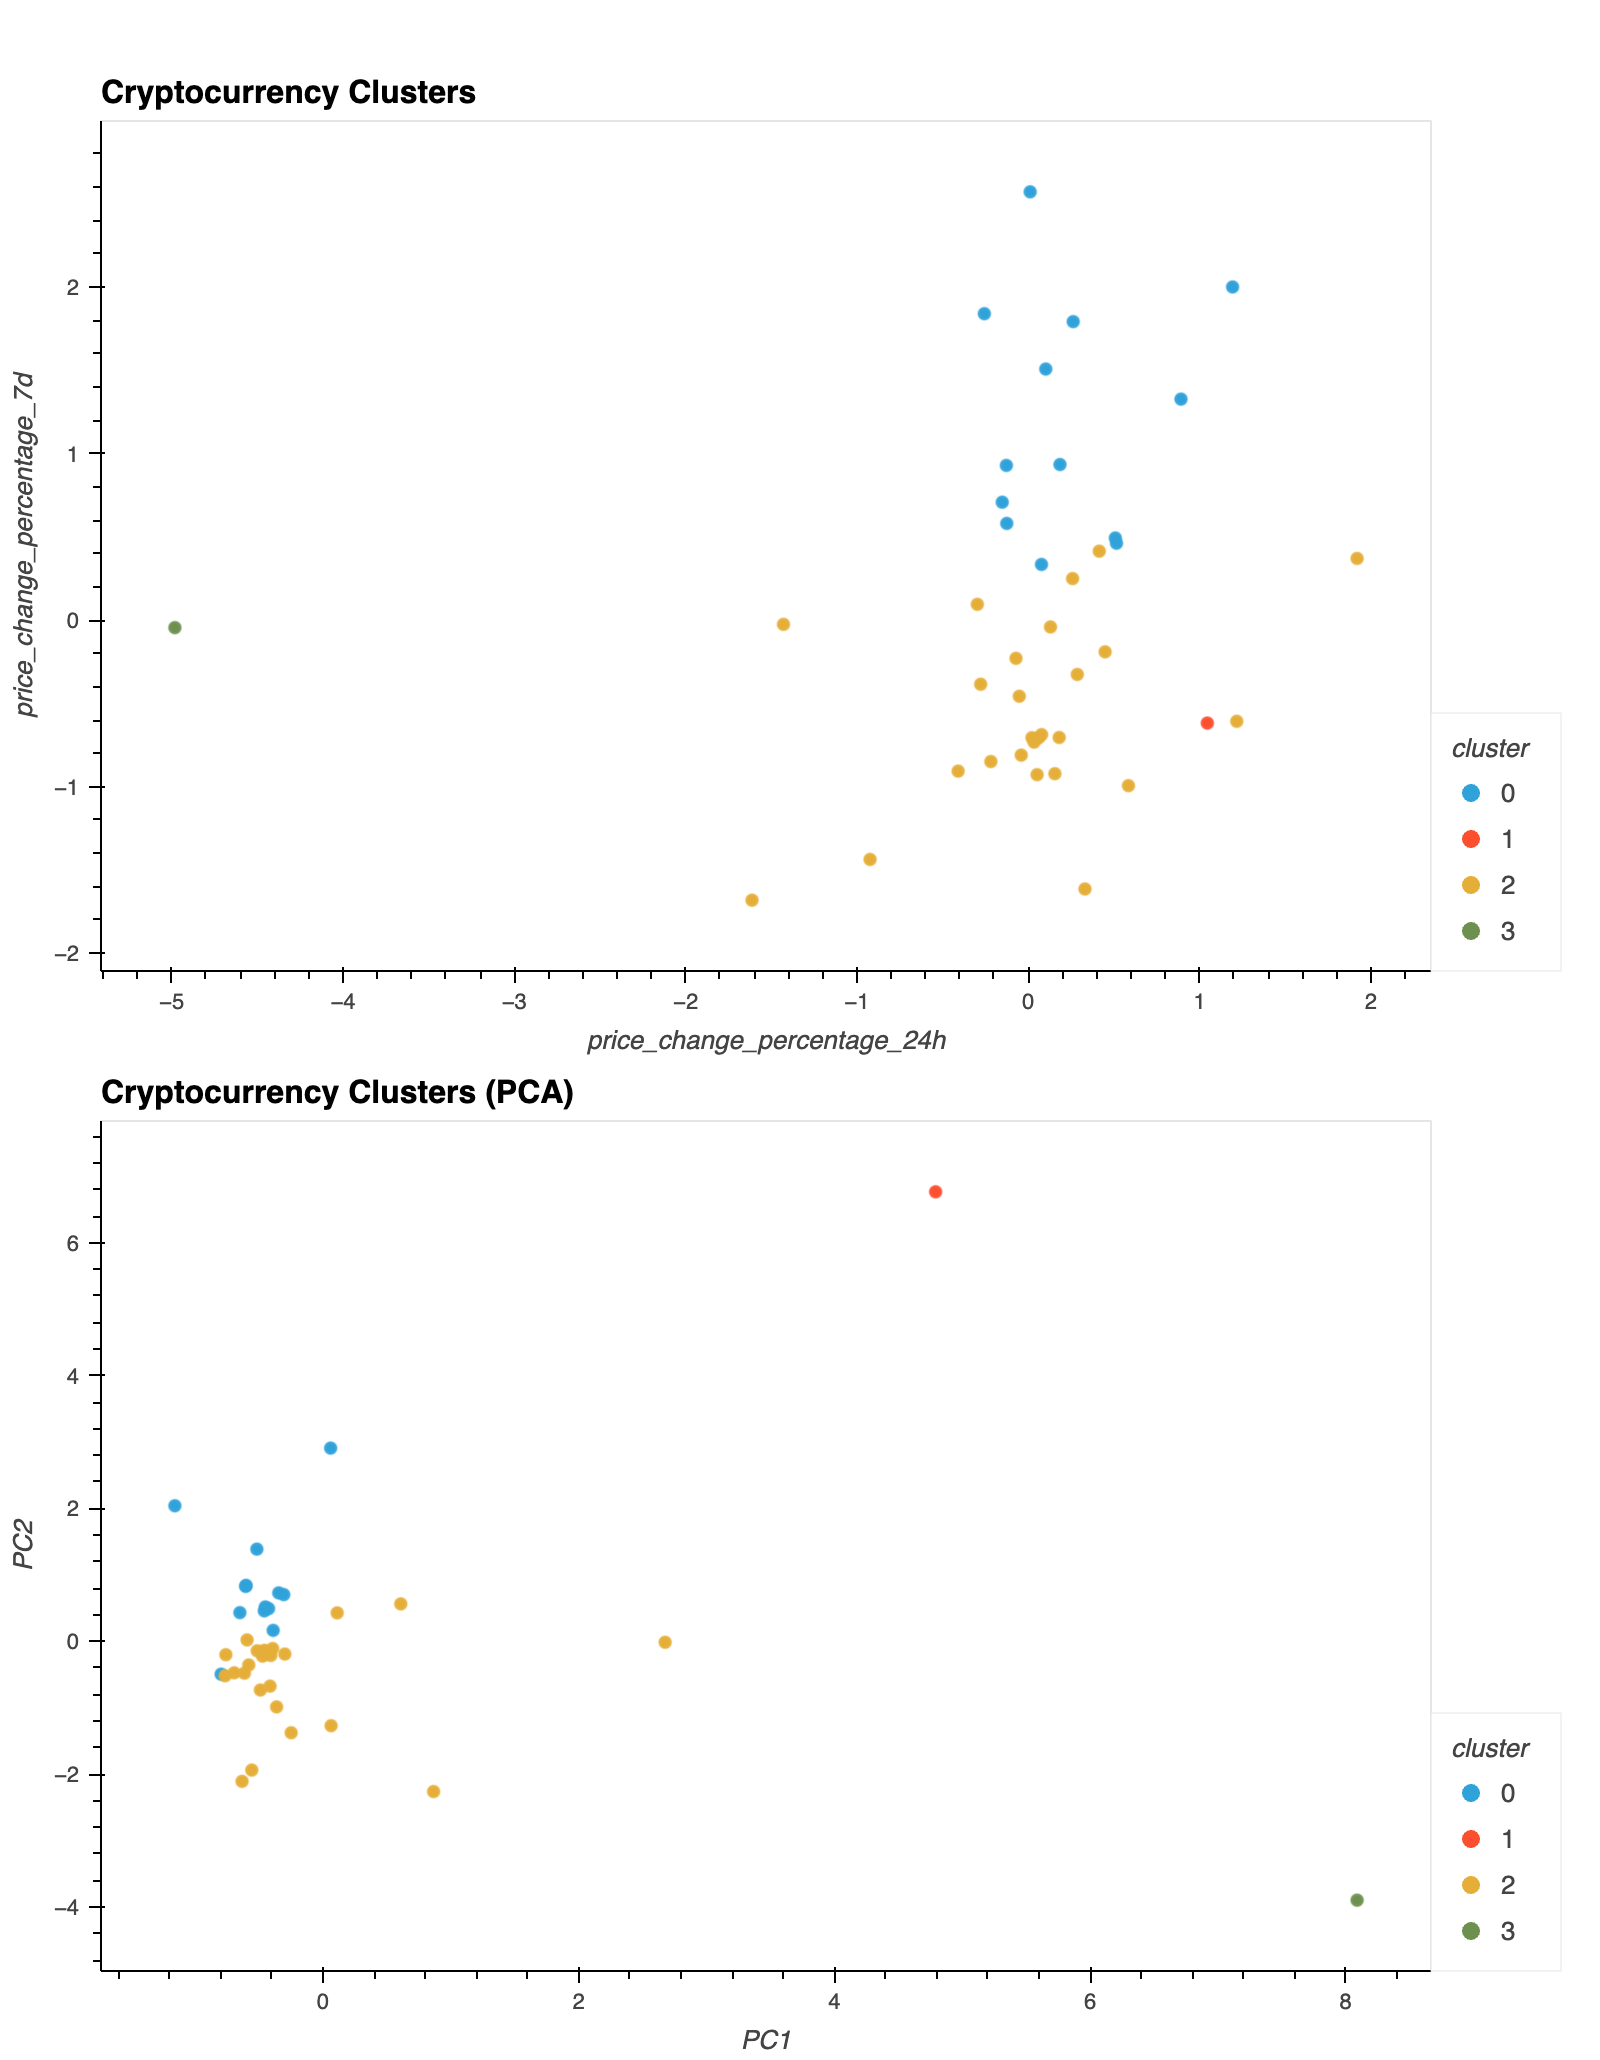 Cryptocurrency Clusters
price_change_percentage_7d
2
1
0
−1
−2
−5 −4 −3 −2 −1 0 1 2
price_change_percentage_24h
cluster
0
1
2
3
Cryptocurrency Clusters (PCA)
PC2
6
4
2
0
−2
−4
0 2 4 6 8
PC1
cluster
0
1
2
3